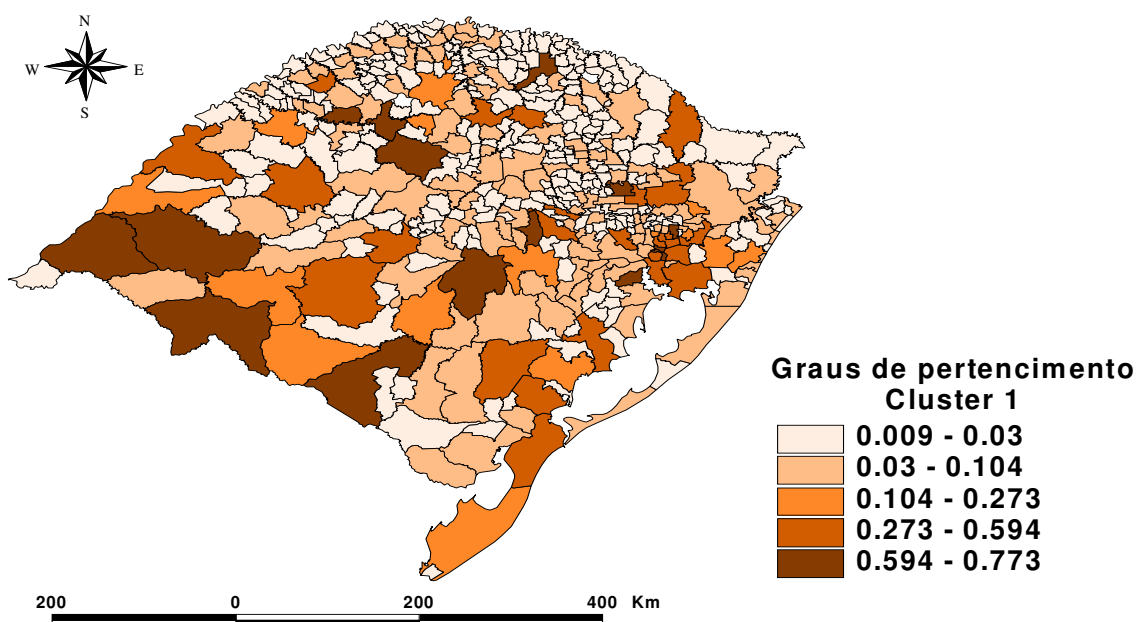 N
W E
S
Graus de pertencimento
Cluster 1
0.009 - 0.03
0.03 - 0.104
0.104 - 0.273
0.273 - 0.594
0.594 - 0.773
200 0 200 400 Km